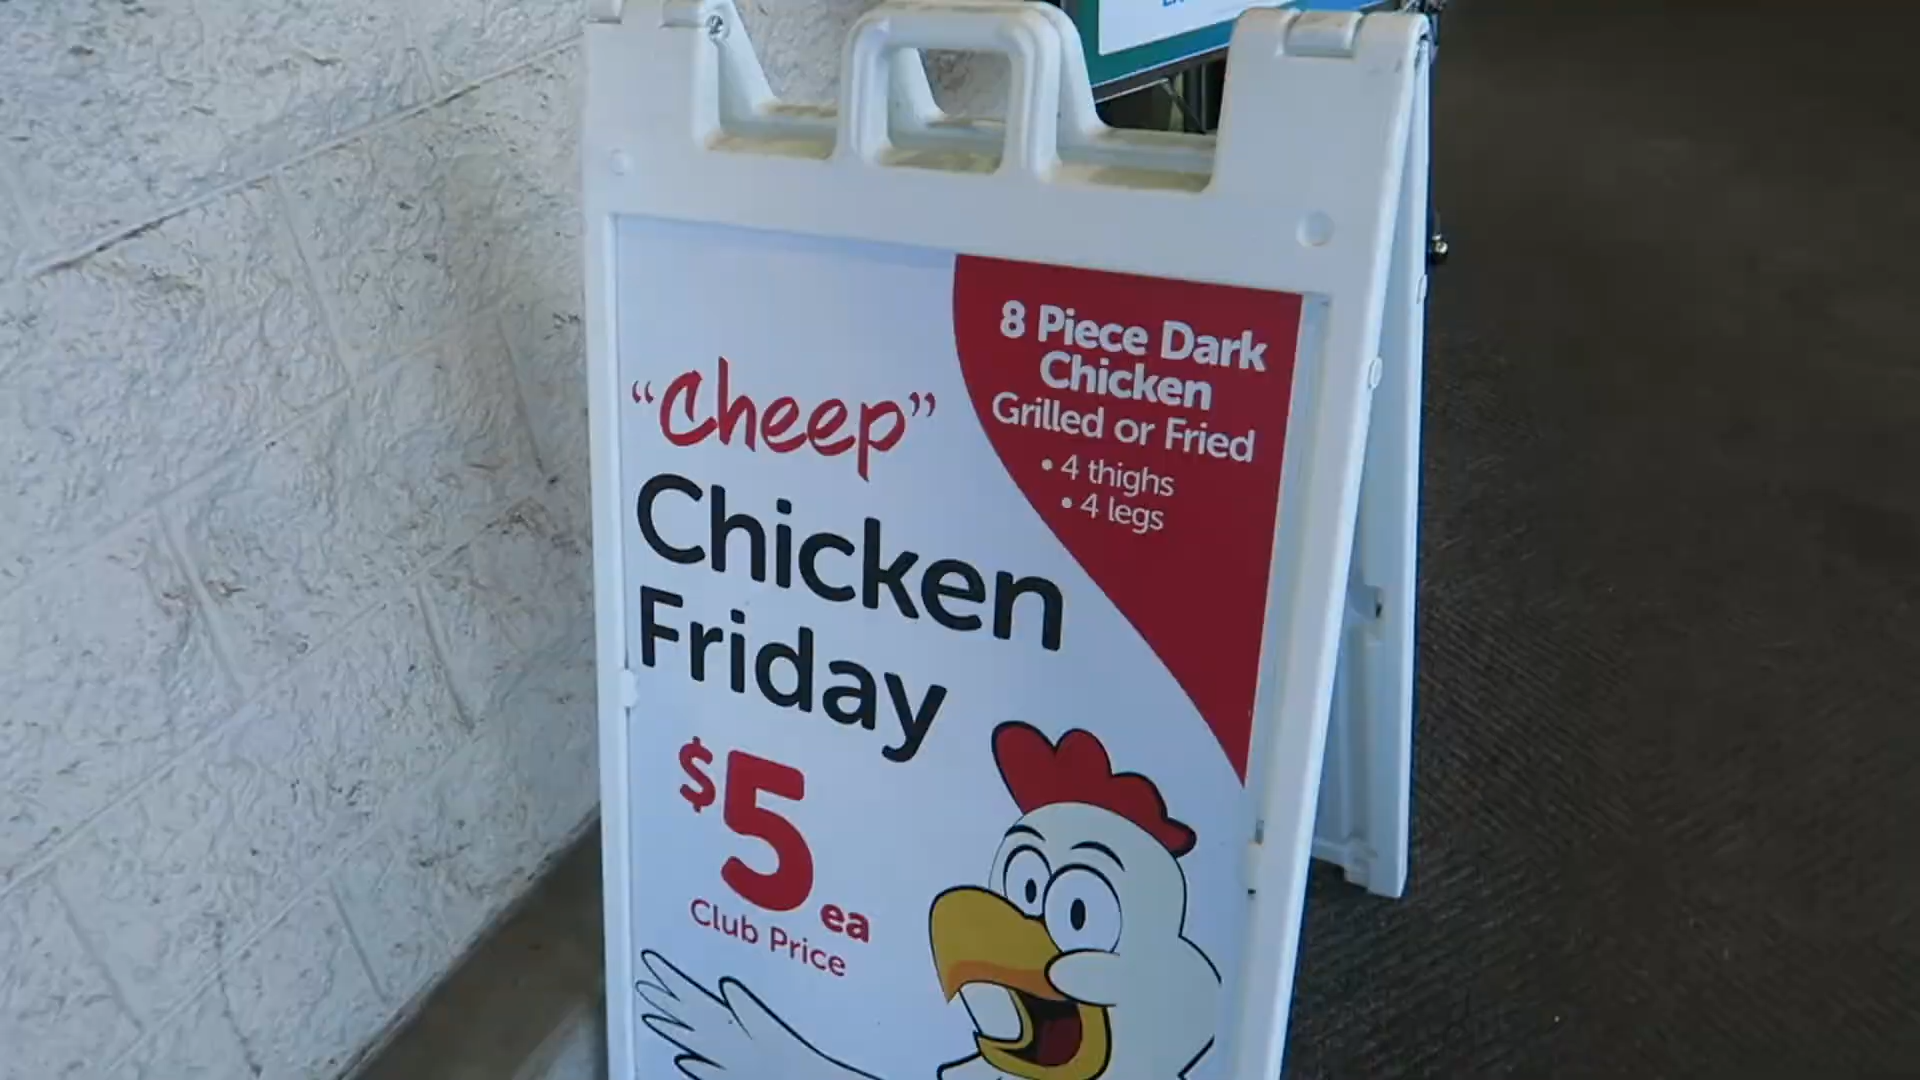 “Cheep”
Chicken
Friday
$5 ea
Club Price
8 Piece Dark
Chicken
Grilled or Fried
• 4 thighs
• 4 legs